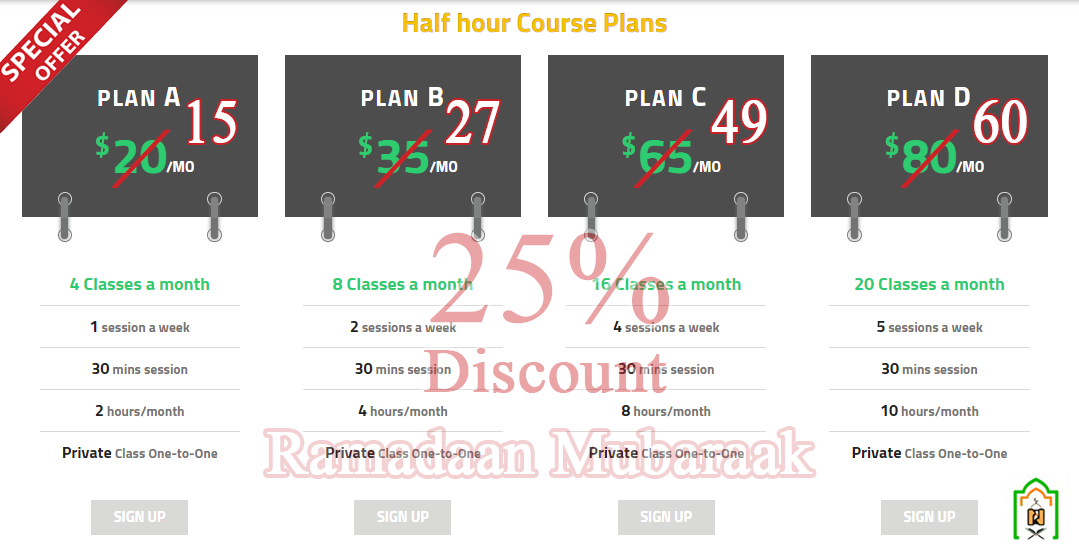 SPECIAL
OFFER
Half hour Course Plans
PLAN A
15
$20/MO
4 Classes a month
1 session a week
30 mins session
2 hours/month
Private Class One-to-One
SIGN UP
PLAN B
27
$35/MO
8 Classes a month
2 sessions a week
30 mins session
4 hours/month
Private Class One-to-One
SIGN UP
PLAN C
49
$65/MO
16 Classes a month
4 sessions a week
30 mins session
8 hours/month
Private Class One-to-One
SIGN UP
PLAN D
60
$80/MO
20 Classes a month
5 sessions a week
30 mins session
10 hours/month
Private Class One-to-One
SIGN UP
25%
Discount
Ramadaan Mubaraak